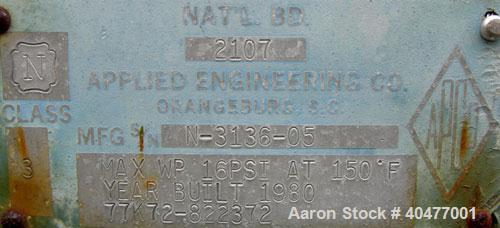 NAT'L. BD.
2107
N
APPLIED ENGINEERING CO.
ORANGEBURG, S.C.
CLASS
MFG S/N N-3136-05
3
MAX WP 16PSI AT 150°F
YEAR BUILT 1980
77K72-822372
Aaron Stock # 40477001